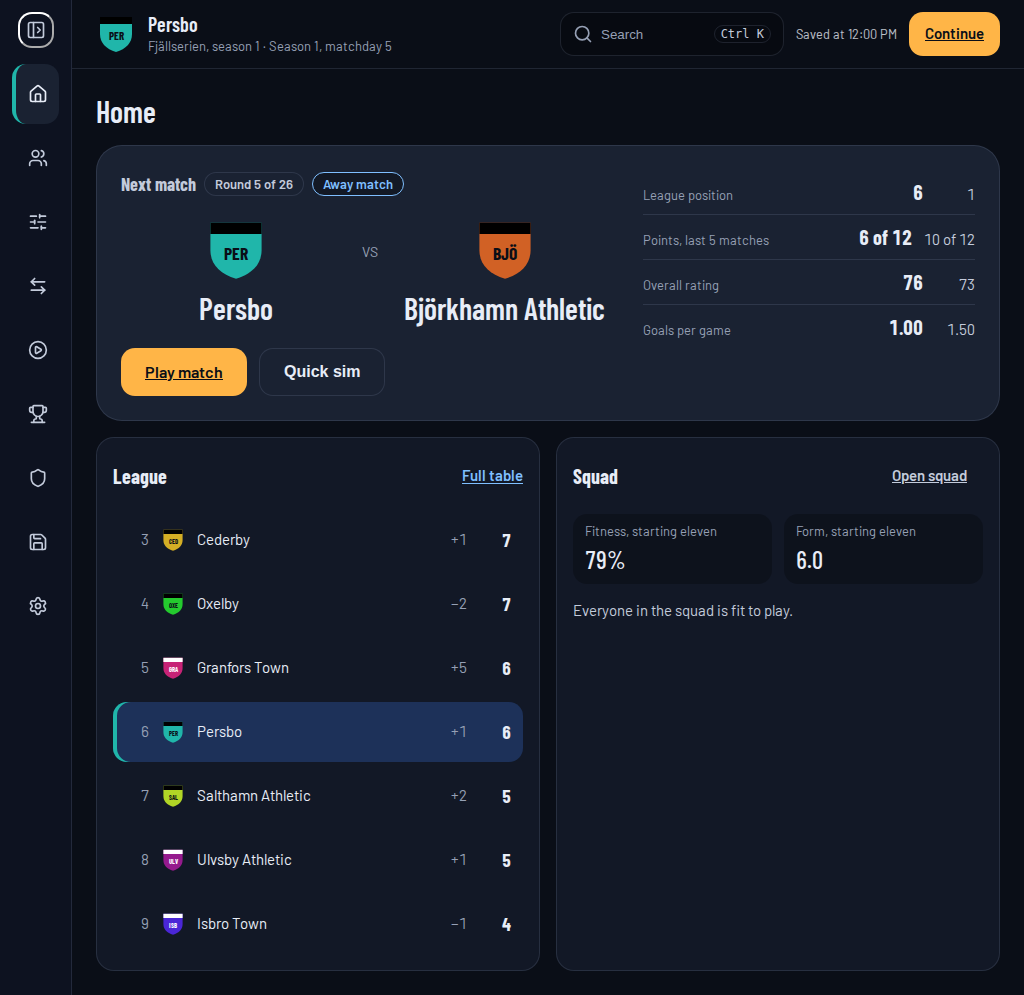 PER
Persbo
Fjällserien, season 1 · Season 1, matchday 5
Search
Ctrl K
Saved at 12:00 PM
Continue
Home
Next match
Round 5 of 26
Away match
PER
VS
BJÖ
Persbo
Björkhamn Athletic
Play match
Quick sim
League position 6 1
Points, last 5 matches 6 of 12 10 of 12
Overall rating 76 73
Goals per game 1.00 1.50
League
Full table
3 CED Cederby +1 7
4 OXE Oxelby −2 7
5 GRA Granfors Town +5 6
6 PER Persbo +1 6
7 SAL Salthamn Athletic +2 5
8 ULV Ulvsby Athletic +1 5
9 ISB Isbro Town −1 4
Squad
Open squad
Fitness, starting eleven
79%
Form, starting eleven
6.0
Everyone in the squad is fit to play.